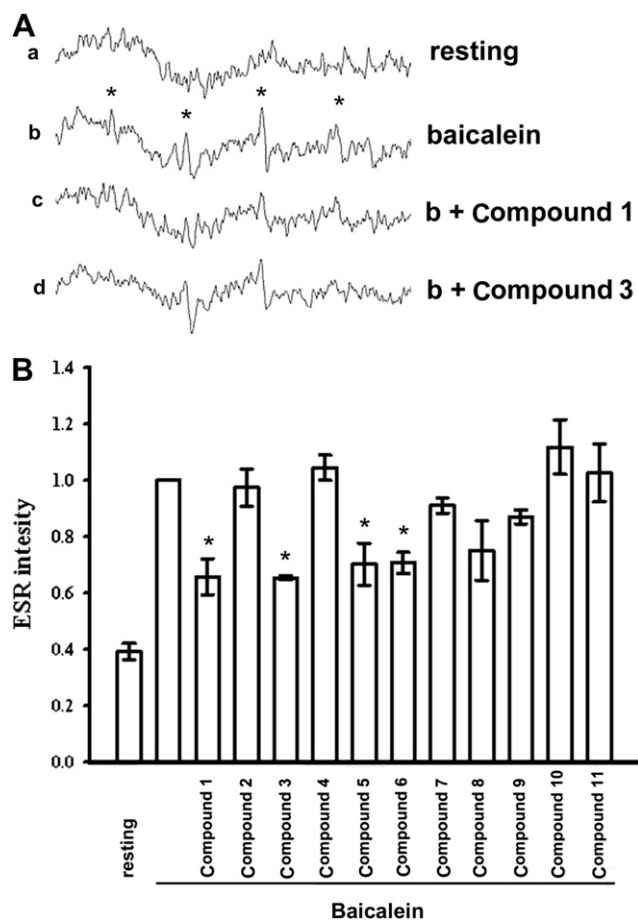 A
a
resting
* * * *
b
baicalein
c
b + Compound 1
d
b + Compound 3
B
1.4
1.2
1.0
0.8
0.6
0.4
0.2
0.0
ESR intesity
* * * *
resting
Compound 1
Compound 2
Compound 3
Compound 4
Compound 5
Compound 6
Compound 7
Compound 8
Compound 9
Compound 10
Compound 11
Baicalein